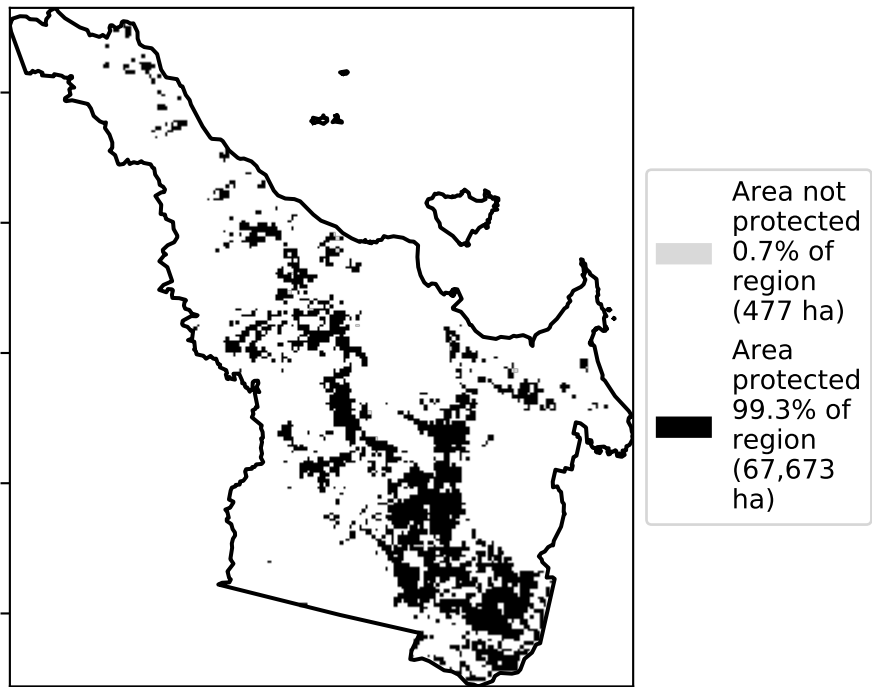 Area not
protected
0.7% of
region
(477 ha)
Area
protected
99.3% of
region
(67,673
ha)